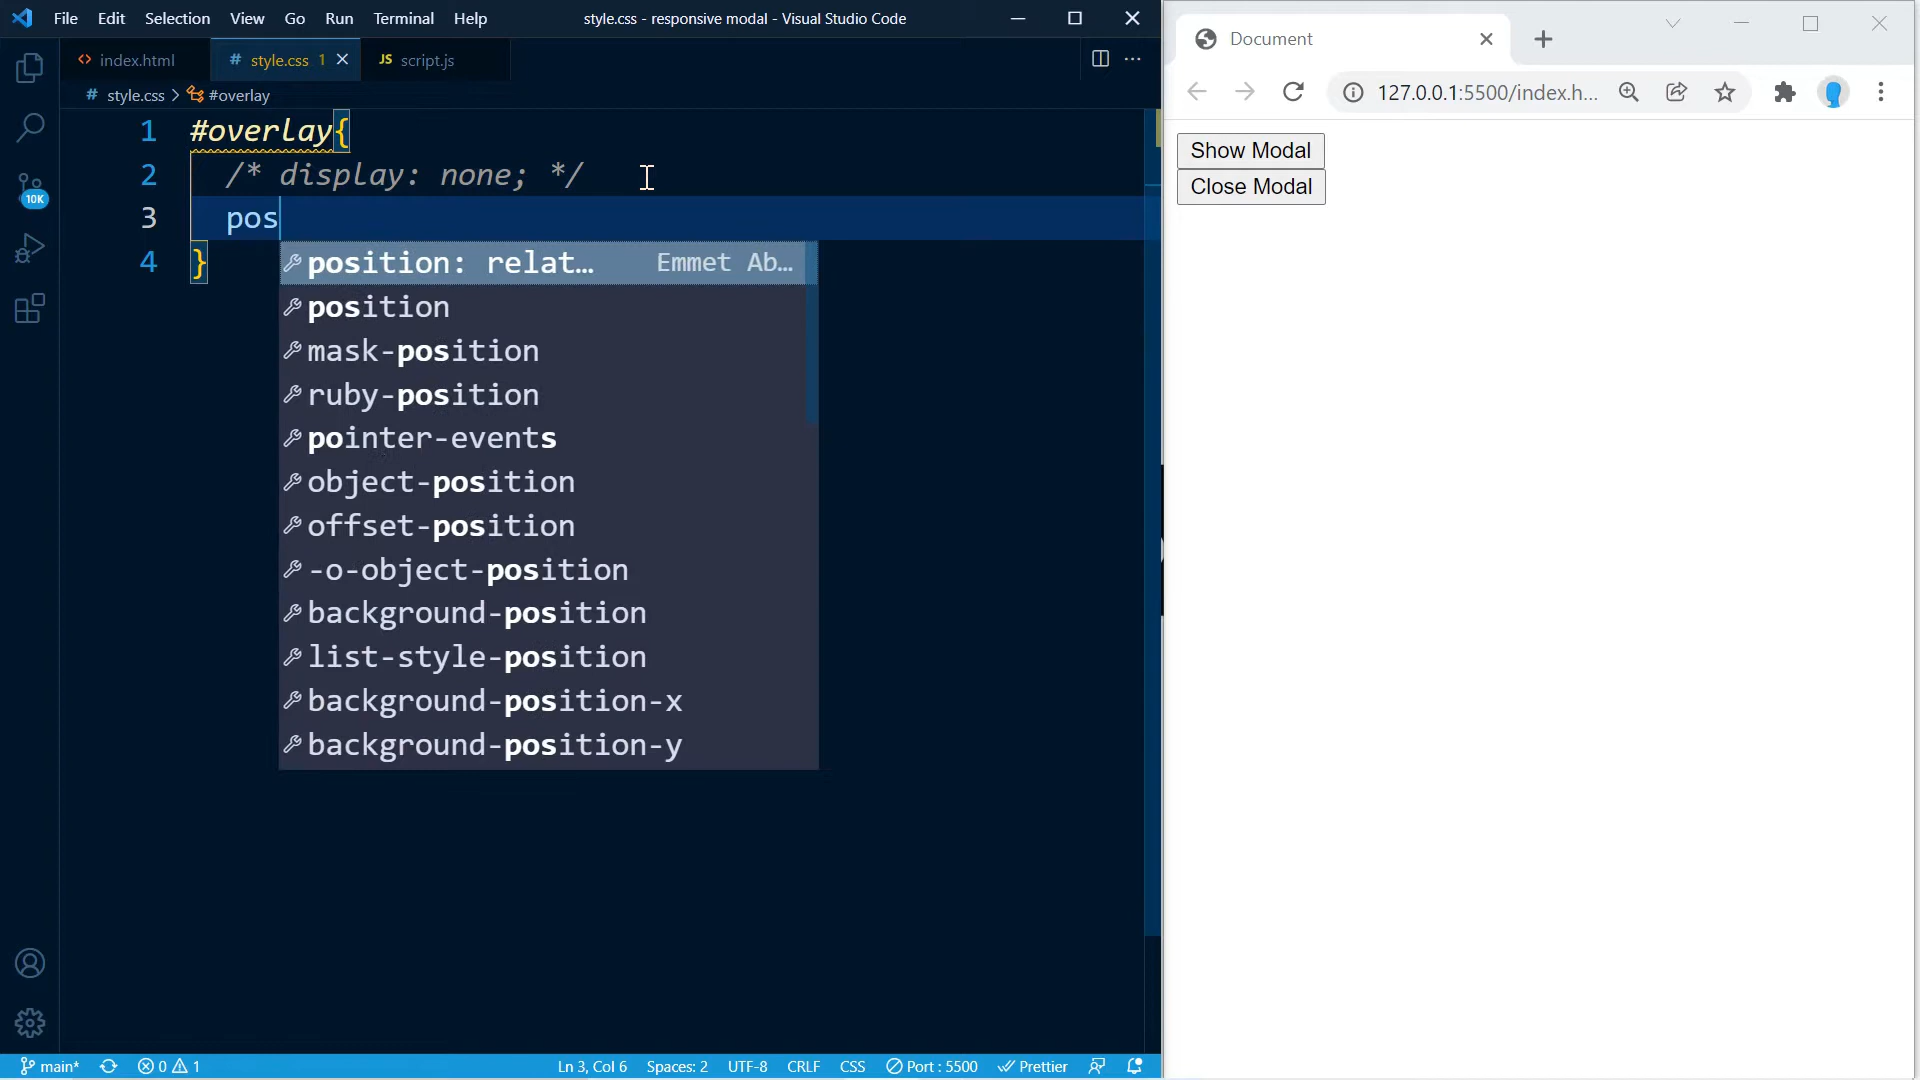 File Edit Selection View Go Run Terminal Help style.css - responsive modal - Visual Studio Code
index.html style.css 1 JS script.js
# style.css > #overlay
1 #overlay{
2 /* display: none; */
3 pos
4 }
position: relat... Emmet Ab...
position
mask-position
ruby-position
pointer-events
object-position
offset-position
-o-object-position
background-position
list-style-position
background-position-x
background-position-y
10K
main* 0 1 Ln 3, Col 6 Spaces: 2 UTF-8 CRLF CSS Port : 5500 Prettier
Document
127.0.0.1:5500/index.h...
Show Modal
Close Modal